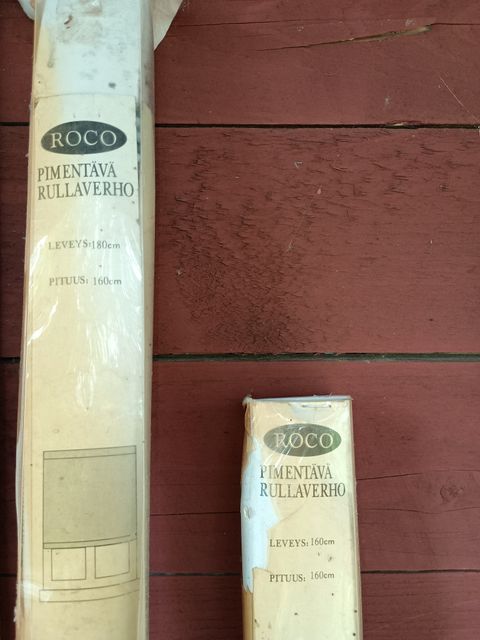 ROCO
PIMENTÄVÄ
RULLAVERHO
LEVEYS: 180cm
PITUUS: 160cm
ROCO
PIMENTÄVÄ
RULLAVERHO
LEVEYS: 160cm
PITUUS: 160cm